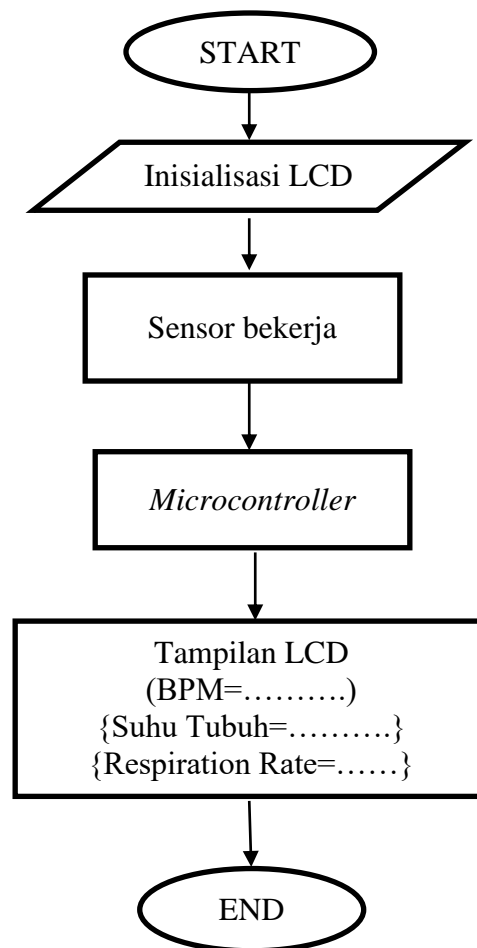 START
Inisialisasi LCD
Sensor bekerja
Microcontroller
Tampilan LCD
(BPM=……….)
{Suhu Tubuh=……….}
{Respiration Rate=……}
END